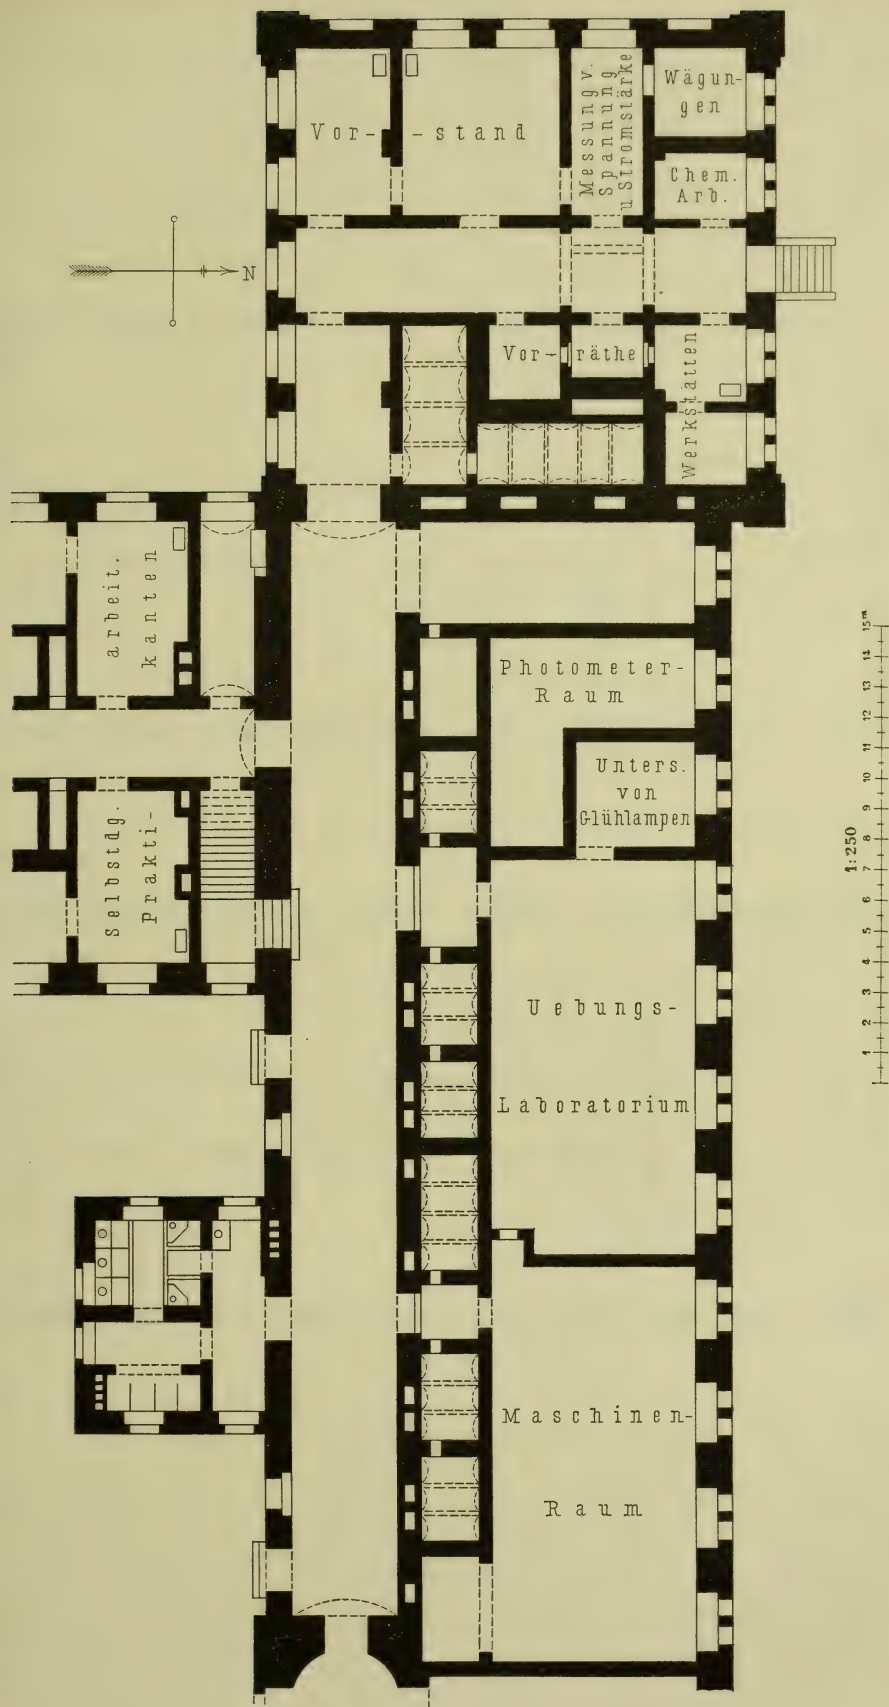 Vor- -stand
Messung v.
Spannung
u Stromstärke
Wägun-
gen
Chem.
Arb.
N
Vor- räthe
Werkstätten
arbeit.
kanten
Photometer-
Raum
Unters.
von
Glühlampen
Selbstdg.
Prakti-
Uebungs-
Laboratorium
Maschinen-
Raum
1:250
1 2 3 4 5 6 7 8 9 10 11 12 13 14 15m